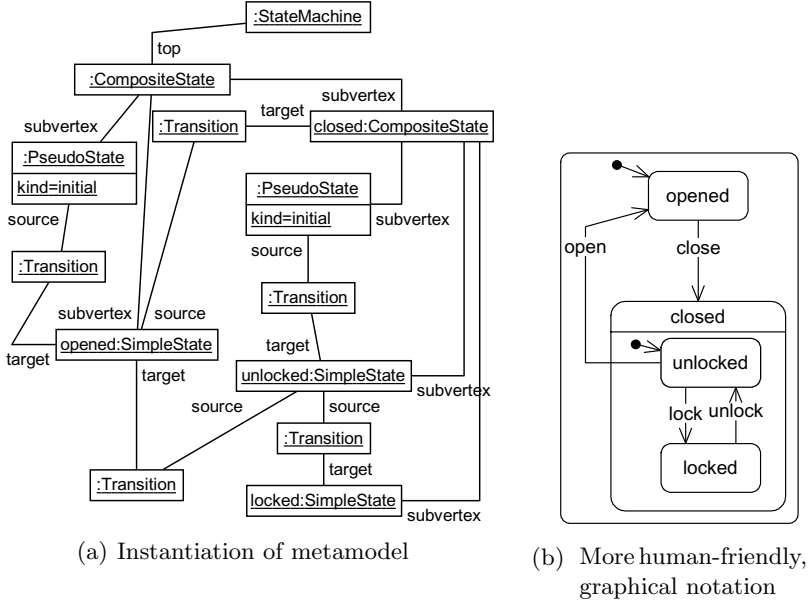 :StateMachine
top
:CompositeState
subvertex
subvertex
target
:Transition
closed:CompositeState
:PseudoState
kind=initial
:PseudoState
kind=initial
subvertex
source
source
:Transition
:Transition
subvertex
source
target
opened:SimpleState
target
target
unlocked:SimpleState
subvertex
source
source
:Transition
target
:Transition
locked:SimpleState
subvertex
(a) Instantiation of metamodel
opened
open
close
closed
unlocked
lock
unlock
locked
(b) More human-friendly,
graphical notation